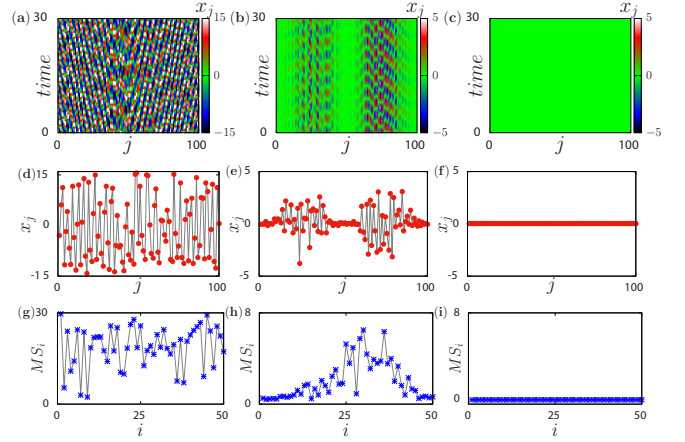 (a) 30 0 time 0 j 100 x_j 15 0 −15
(b) 30 0 time 0 j 100 x_j 5 0 −5
(c) 30 0 time 0 j 100 x_j 5 0 −5
(d) 15 0 -15 x_j 0 j 100
(e) 5 0 −5 x_j 0 j 100
(f) 5 0 −5 x_j 0 j 100
(g) 30 0 MS_i 0 25 50 i
(h) 8 0 MS_i 0 25 50 i
(i) 8 0 MS_i 0 25 50 i